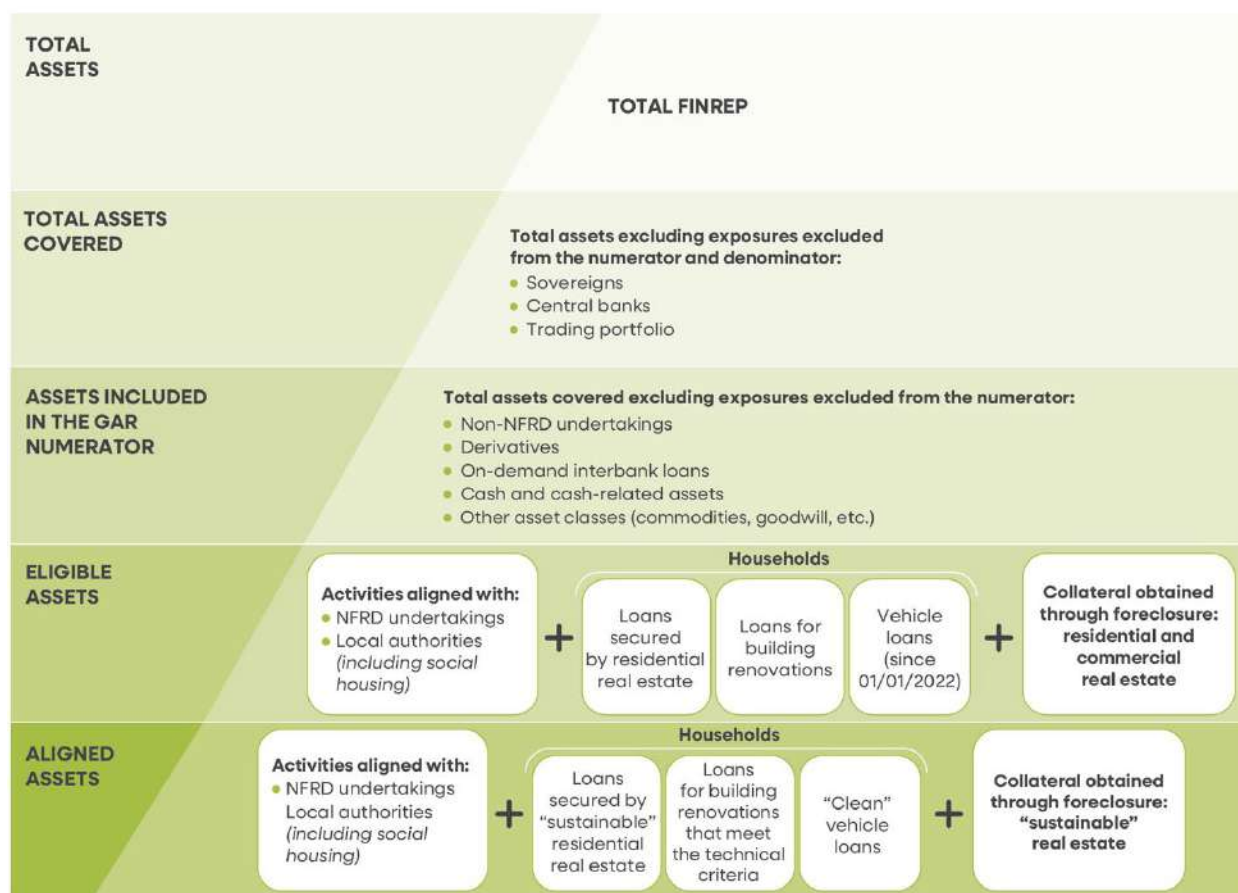 TOTAL
ASSETS
TOTAL FINREP
TOTAL ASSETS
COVERED
Total assets excluding exposures excluded
from the numerator and denominator:
• Sovereigns
• Central banks
• Trading portfolio
ASSETS INCLUDED
IN THE GAR
NUMERATOR
Total assets covered excluding exposures excluded from the numerator:
• Non-NFRD undertakings
• Derivatives
• On-demand interbank loans
• Cash and cash-related assets
• Other asset classes (commodities, goodwill, etc.)
ELIGIBLE
ASSETS
Activities aligned with:
• NFRD undertakings
• Local authorities
(including social
housing)
+
Households
Loans
secured
by residential
real estate
Loans for
building
renovations
Vehicle
loans
(since
01/01/2022)
+
Collateral obtained
through foreclosure:
residential and
commercial
real estate
ALIGNED
ASSETS
Activities aligned with:
• NFRD undertakings
Local authorities
(including social
housing)
+
Households
Loans
secured by
“sustainable”
residential
real estate
Loans
for building
renovations
that meet
the technical
criteria
“Clean”
vehicle
loans
+
Collateral obtained
through foreclosure:
“sustainable”
real estate